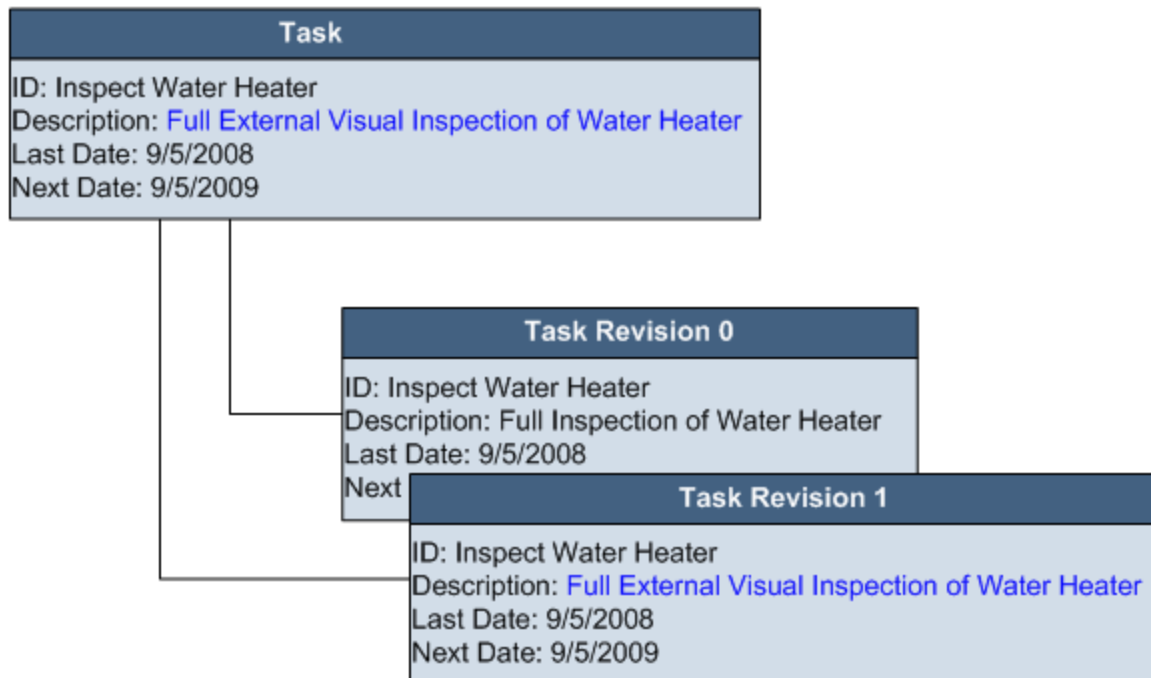 Task
ID: Inspect Water Heater
Description: Full External Visual Inspection of Water Heater
Last Date: 9/5/2008
Next Date: 9/5/2009
Task Revision 0
ID: Inspect Water Heater
Description: Full Inspection of Water Heater
Last Date: 9/5/2008
Next
Task Revision 1
ID: Inspect Water Heater
Description: Full External Visual Inspection of Water Heater
Last Date: 9/5/2008
Next Date: 9/5/2009